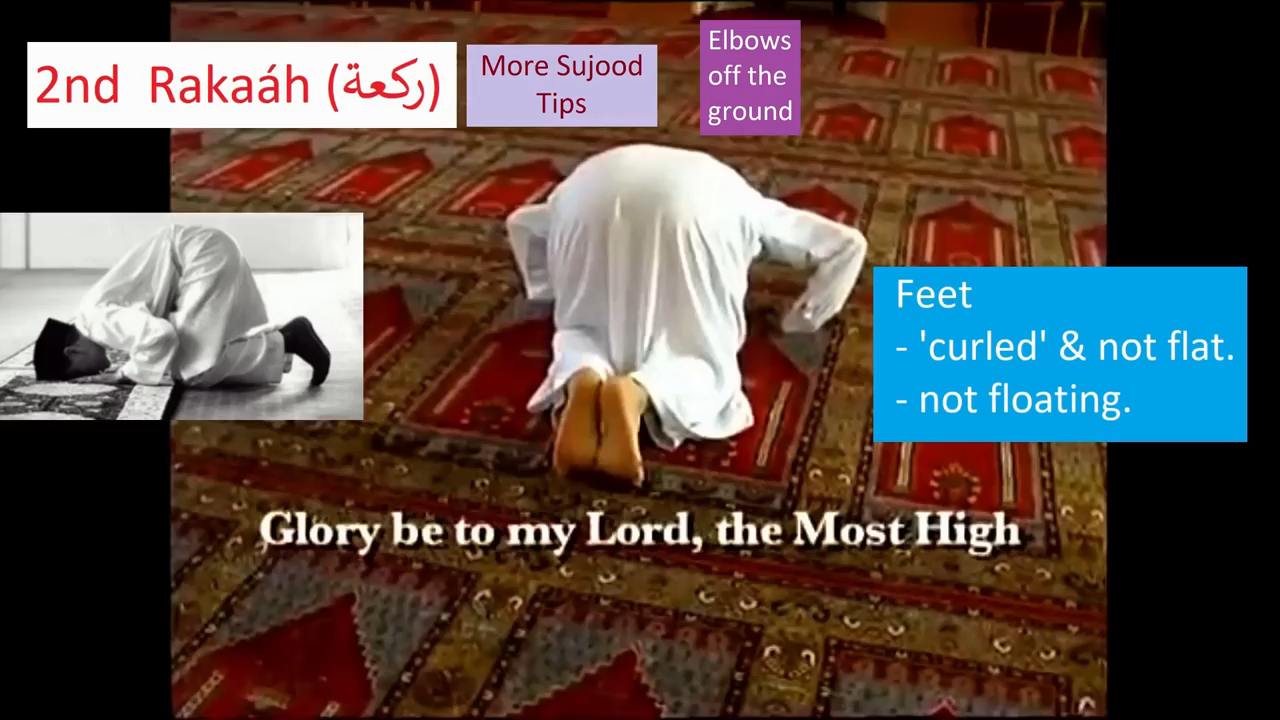 2nd Rakaáh (ركعة)
More Sujood
Tips
Elbows
off the
ground
Feet
- 'curled' & not flat.
- not floating.
Glory be to my Lord, the Most High